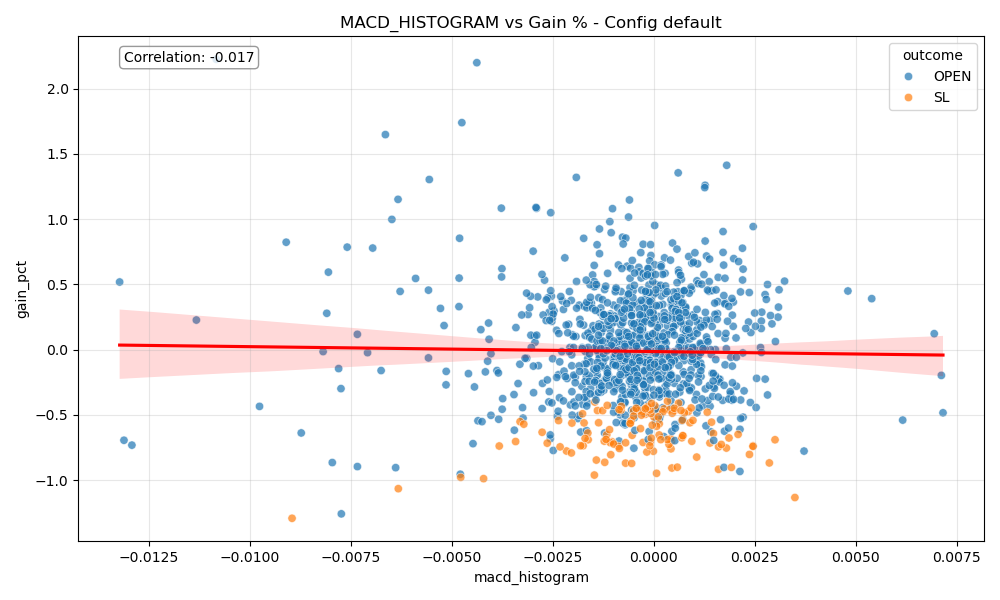 MACD_HISTOGRAM vs Gain % - Config default
Correlation: -0.017
outcome
OPEN
SL
gain_pct
2.0
1.5
1.0
0.5
0.0
−0.5
−1.0
−0.0125
−0.0100
−0.0075
−0.0050
−0.0025
0.0000
0.0025
0.0050
0.0075
macd_histogram